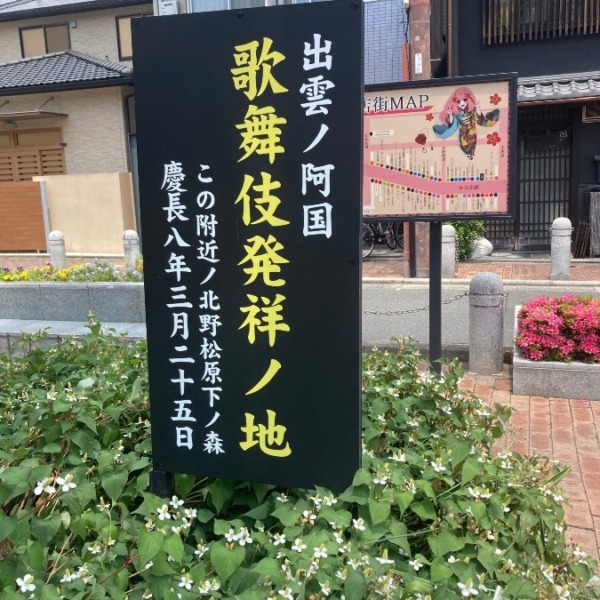 出雲ノ阿国
歌舞伎発祥ノ地
この附近ノ北野松原下ノ森
慶長八年三月二十五日
街MAP